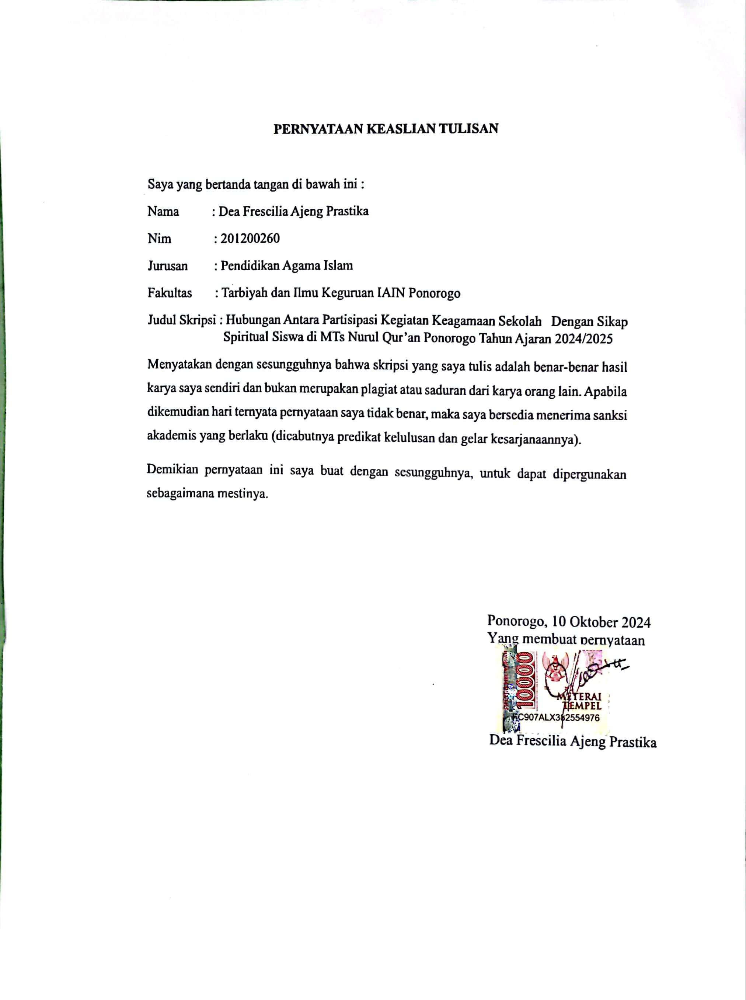 PERNYATAAN KEASLIAN TULISAN
Saya yang bertanda tangan di bawah ini :
Nama : Dea Frescilia Ajeng Prastika
Nim : 201200260
Jurusan : Pendidikan Agama Islam
Fakultas : Tarbiyah dan Ilmu Keguruan IAIN Ponorogo
Judul Skripsi : Hubungan Antara Partisipasi Kegiatan Keagamaan Sekolah Dengan Sikap
Spiritual Siswa di MTs Nurul Qur’an Ponorogo Tahun Ajaran 2024/2025
Menyatakan dengan sesungguhnya bahwa skripsi yang saya tulis adalah benar-benar hasil
karya saya sendiri dan bukan merupakan plagiat atau saduran dari karya orang lain. Apabila
dikemudian hari ternyata pernyataan saya tidak benar, maka saya bersedia menerima sanksi
akademis yang berlaku (dicabutnya predikat kelulusan dan gelar kesarjanaannya).
Demikian pernyataan ini saya buat dengan sesungguhnya, untuk dapat dipergunakan
sebagaimana mestinya.
Ponorogo, 10 Oktober 2024
Yang membuat pernyataan
10000
METERAI
TEMPEL
Dea Frescilia Ajeng Prastika